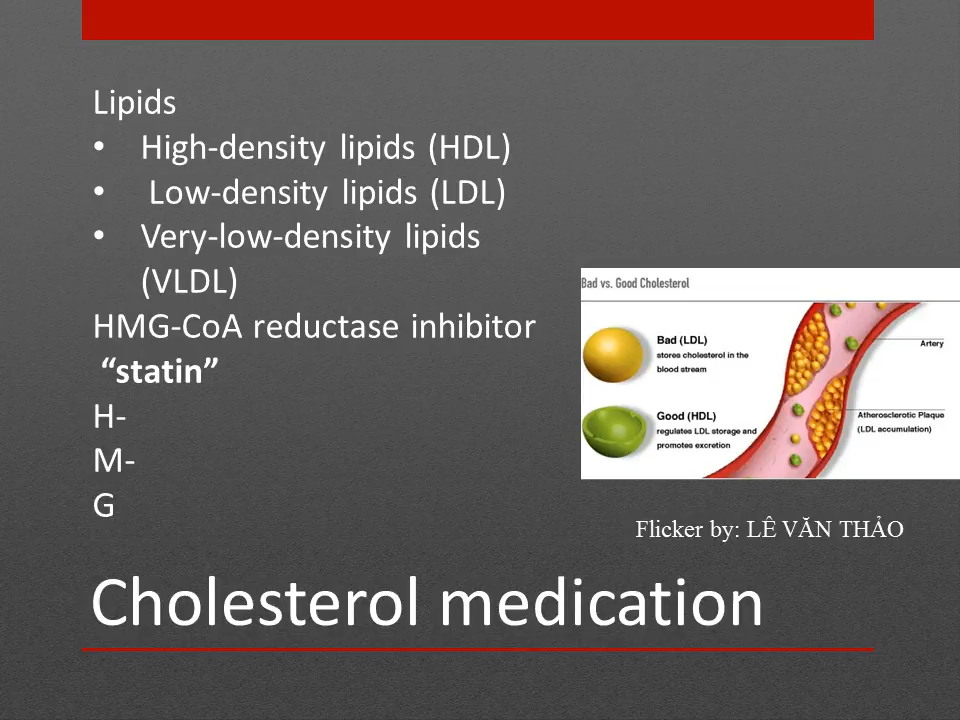 Lipids
• High-density lipids (HDL)
• Low-density lipids (LDL)
• Very-low-density lipids
(VLDL)
HMG-CoA reductase inhibitor
“statin”
H-
M-
G
Bad vs. Good Cholesterol
Bad (LDL)
stores cholesterol in the
blood stream
Good (HDL)
regulates LDL storage and
promotes excretion
Artery
Atherosclerotic Plaque
(LDL accumulation)
Flicker by: LÊ VĂN THẢO
Cholesterol medication